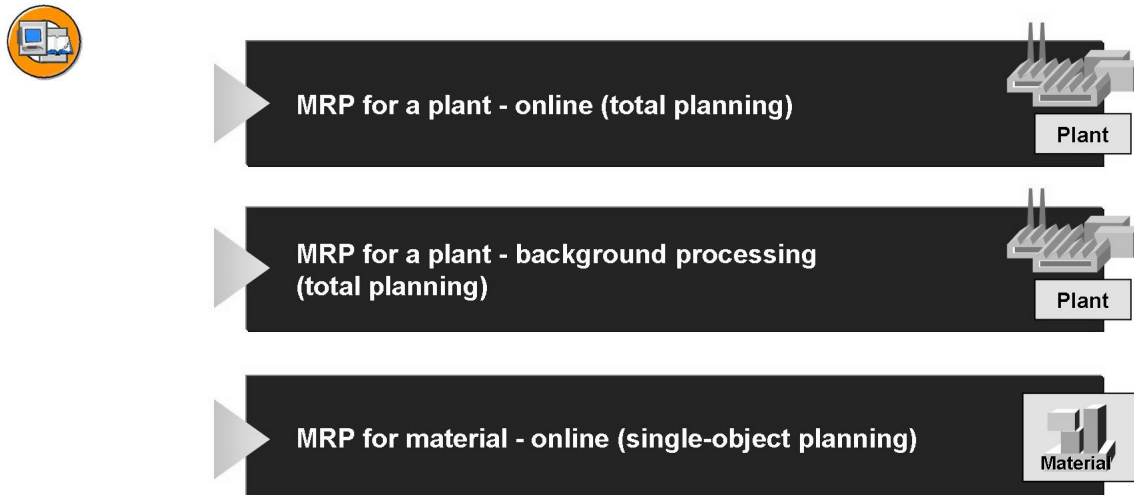 MRP for a plant - online (total planning)
Plant
MRP for a plant - background processing
(total planning)
Plant
MRP for material - online (single-object planning)
Material